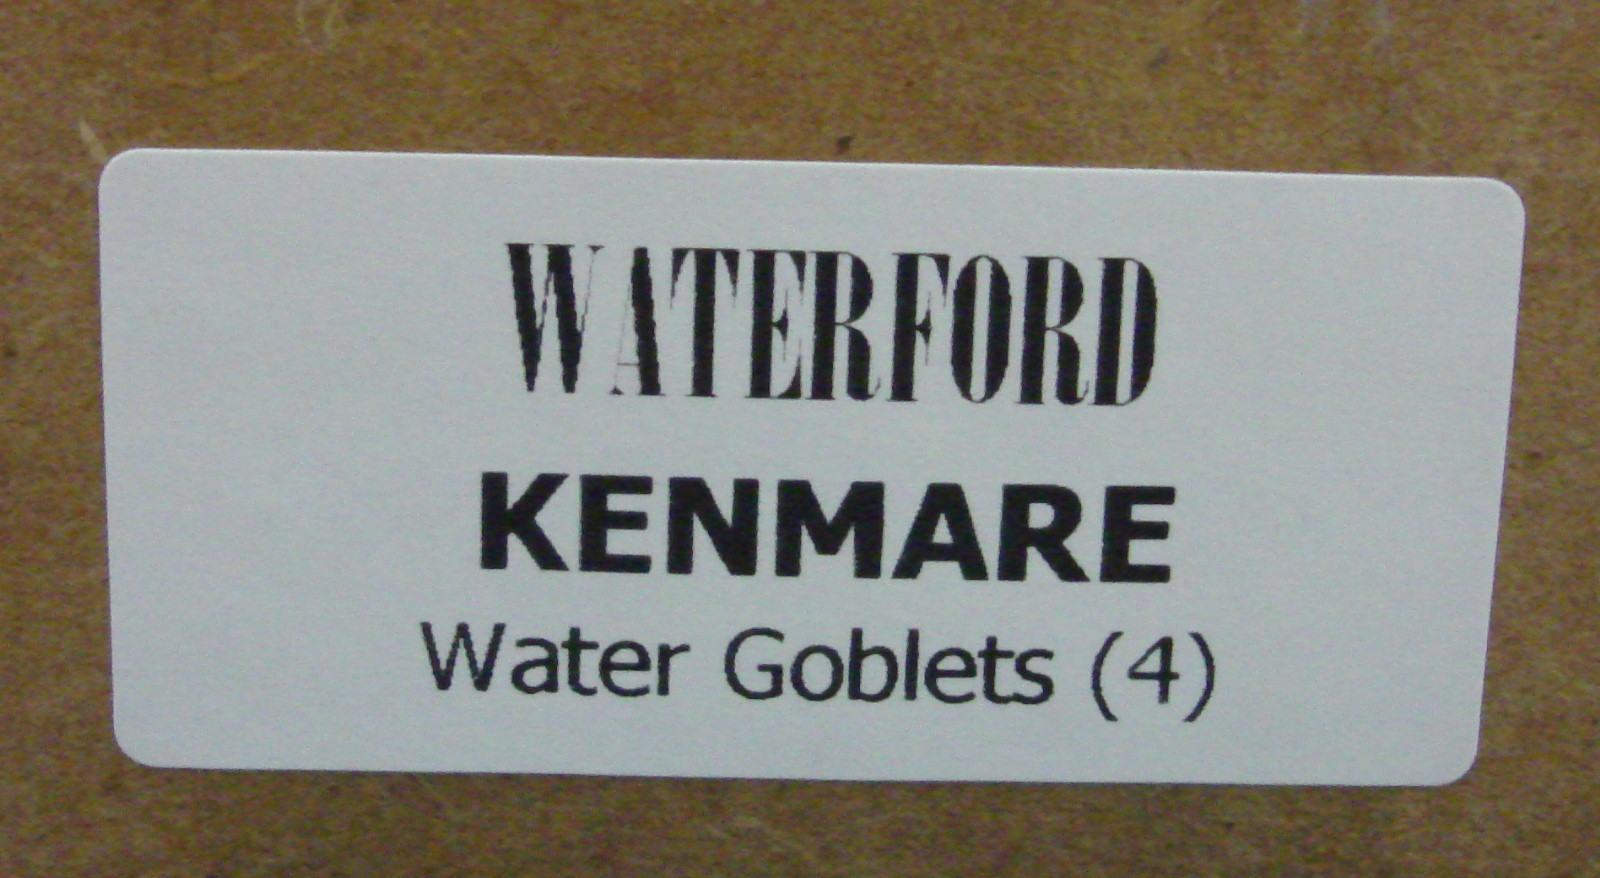 WATERFORD
KENMARE
Water Goblets (4)